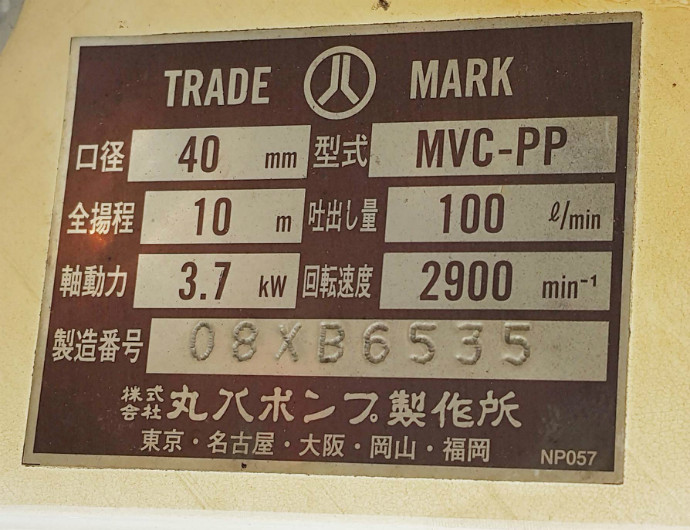 TRADE 八 MARK
口径 40 mm 型式 MVC-PP
全揚程 10 m 吐出し量 100 ℓ/min
軸動力 3.7 kW 回転速度 2900 min⁻¹
製造番号 08XB6535
株式会社 丸八ポンプ製作所
東京・名古屋・大阪・岡山・福岡 NP057